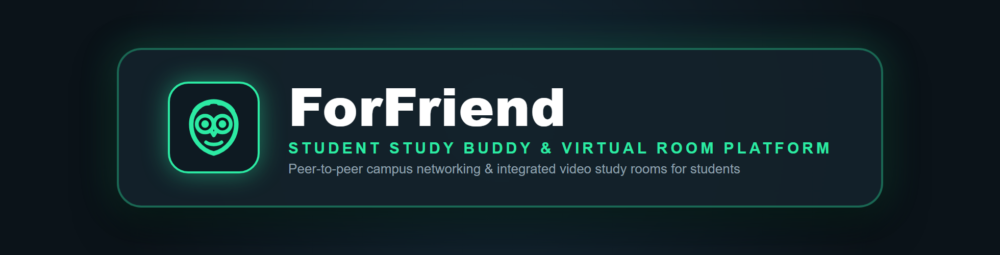 ForFriend
STUDENT STUDY BUDDY & VIRTUAL ROOM PLATFORM
Peer-to-peer campus networking & integrated video study rooms for students